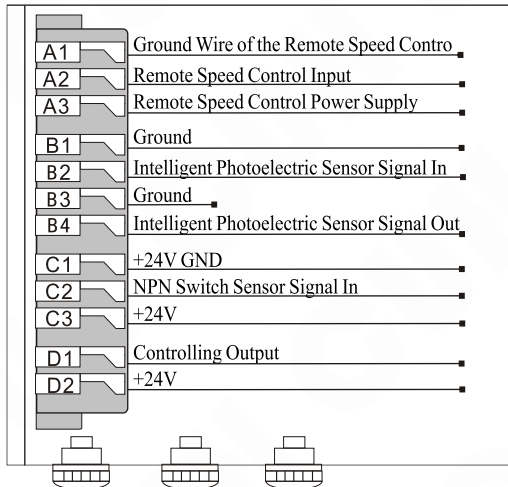 A1 Ground Wire of the Remote Speed Contro
A2 Remote Speed Control Input
A3 Remote Speed Control Power Supply
B1 Ground
B2 Intelligent Photoelectric Sensor Signal In
B3 Ground
B4 Intelligent Photoelectric Sensor Signal Out
C1 +24V GND
C2 NPN Switch Sensor Signal In
C3 +24V
D1 Controlling Output
D2 +24V